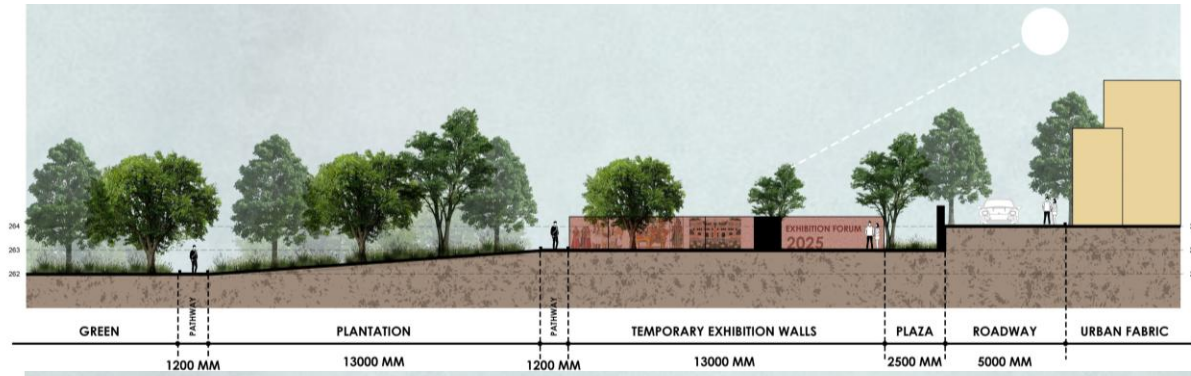 EXHIBITION FORUM
2025
264
263
262
PATHWAY
PATHWAY
GREEN
PLANTATION
TEMPORARY EXHIBITION WALLS
PLAZA
ROADWAY
URBAN FABRIC
1200 MM
13000 MM
1200 MM
13000 MM
2500 MM
5000 MM